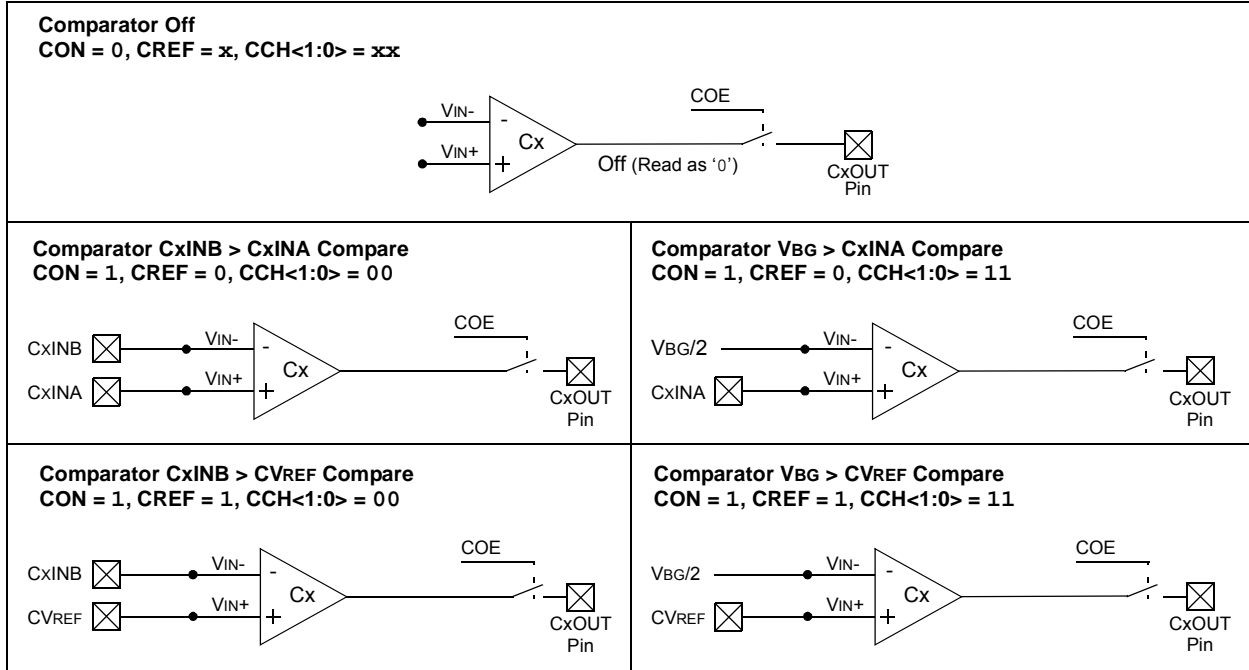 Comparator Off
CON = 0, CREF = x, CCH<1:0> = xx
COE
VIN-
-
Cx
VIN+
+
Off (Read as ‘0’)
CxOUT
Pin
Comparator CxINB > CxINA Compare
CON = 1, CREF = 0, CCH<1:0> = 00
COE
CXINB
VIN-
-
Cx
CXINA
VIN+
+
CxOUT
Pin
Comparator VBG > CxINA Compare
CON = 1, CREF = 0, CCH<1:0> = 11
COE
VBG/2
VIN-
-
Cx
CXINA
VIN+
+
CxOUT
Pin
Comparator CxINB > CVREF Compare
CON = 1, CREF = 1, CCH<1:0> = 00
COE
CXINB
VIN-
-
Cx
CVREF
VIN+
+
CxOUT
Pin
Comparator VBG > CVREF Compare
CON = 1, CREF = 1, CCH<1:0> = 11
COE
VBG/2
VIN-
-
Cx
CVREF
VIN+
+
CxOUT
Pin